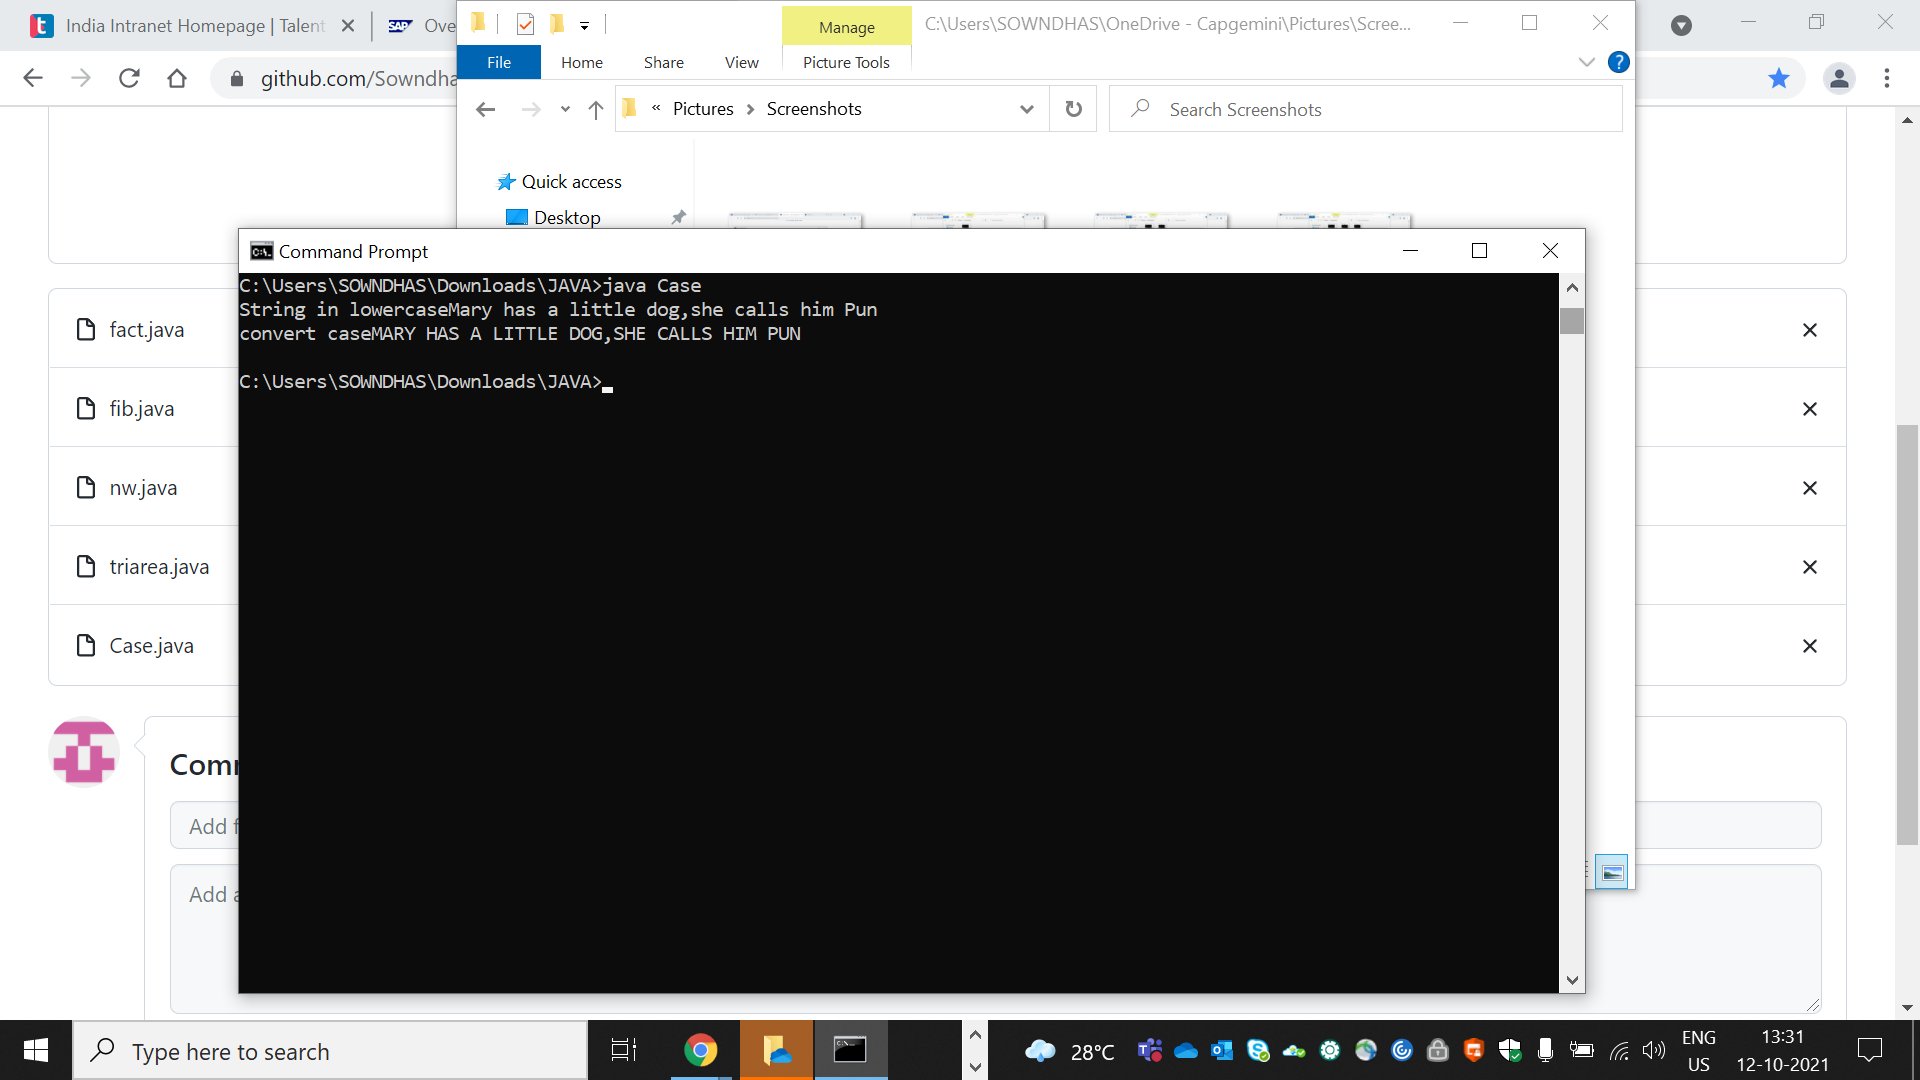 India Intranet Homepage | Talent
SAP
Ove
Manage
C:\Users\SOWNDHAS\OneDrive - Capgemini\Pictures\Scree...
File
Home
Share
View
Picture Tools
?
github.com/Sowndha
« Pictures > Screenshots
Search Screenshots
Quick access
Desktop
Command Prompt
C:\Users\SOWNDHAS\Downloads\JAVA>java Case
String in lowercaseMary has a little dog,she calls him Pun
convert caseMARY HAS A LITTLE DOG,SHE CALLS HIM PUN
C:\Users\SOWNDHAS\Downloads\JAVA>
fact.java
fib.java
nw.java
triarea.java
Case.java
Com
Add
Add a
Type here to search
28°C
ENG
US
13:31
12-10-2021